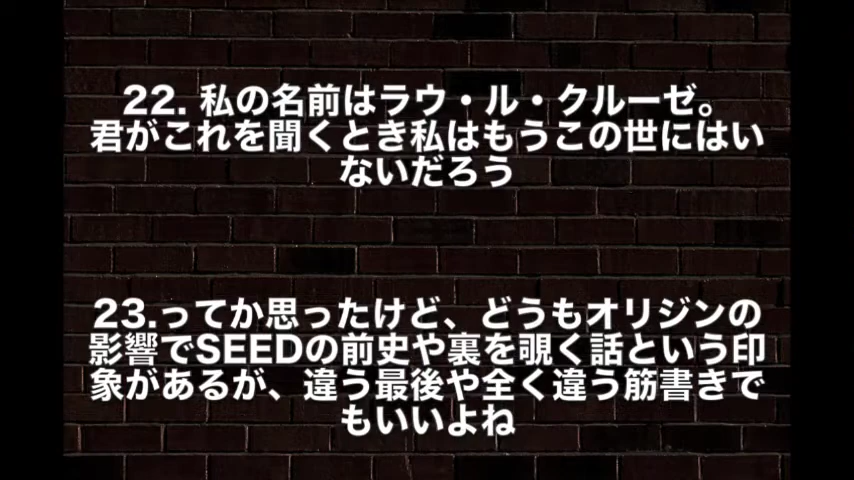 22. 私の名前はラウ・ル・クルーゼ。
君がこれを聞くとき私はもうこの世にはい
ないだろう
23.ってか思ったけど、どうもオリジンの
影響でSEEDの前史や裏を覗く話という印
象があるが、違う最後や全く違う筋書きで
もいいよね